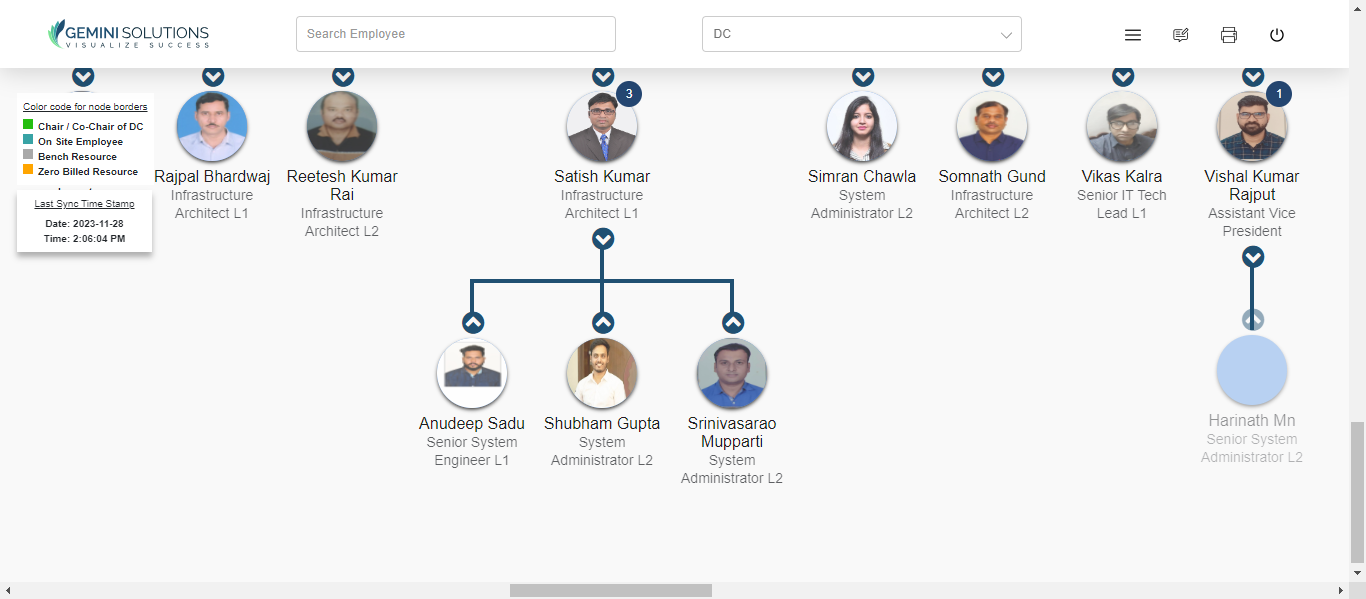 GEMINI SOLUTIONS
VISUALIZE SUCCESS
Search Employee
DC
Color code for node borders
Chair / Co-Chair of DC
On Site Employee
Bench Resource
Zero Billed Resource
Last Sync Time Stamp
Date: 2023-11-28
Time: 2:06:04 PM
Rajpal Bhardwaj
Infrastructure
Architect L1
Reetesh Kumar
Rai
Infrastructure
Architect L2
3
Satish Kumar
Infrastructure
Architect L1
Simran Chawla
System
Administrator L2
Somnath Gund
Infrastructure
Architect L2
Vikas Kalra
Senior IT Tech
Lead L1
1
Vishal Kumar
Rajput
Assistant Vice
President
Anudeep Sadu
Senior System
Engineer L1
Shubham Gupta
System
Administrator L2
Srinivasarao
Mupparti
System
Administrator L2
Harinath Mn
Senior System
Administrator L2